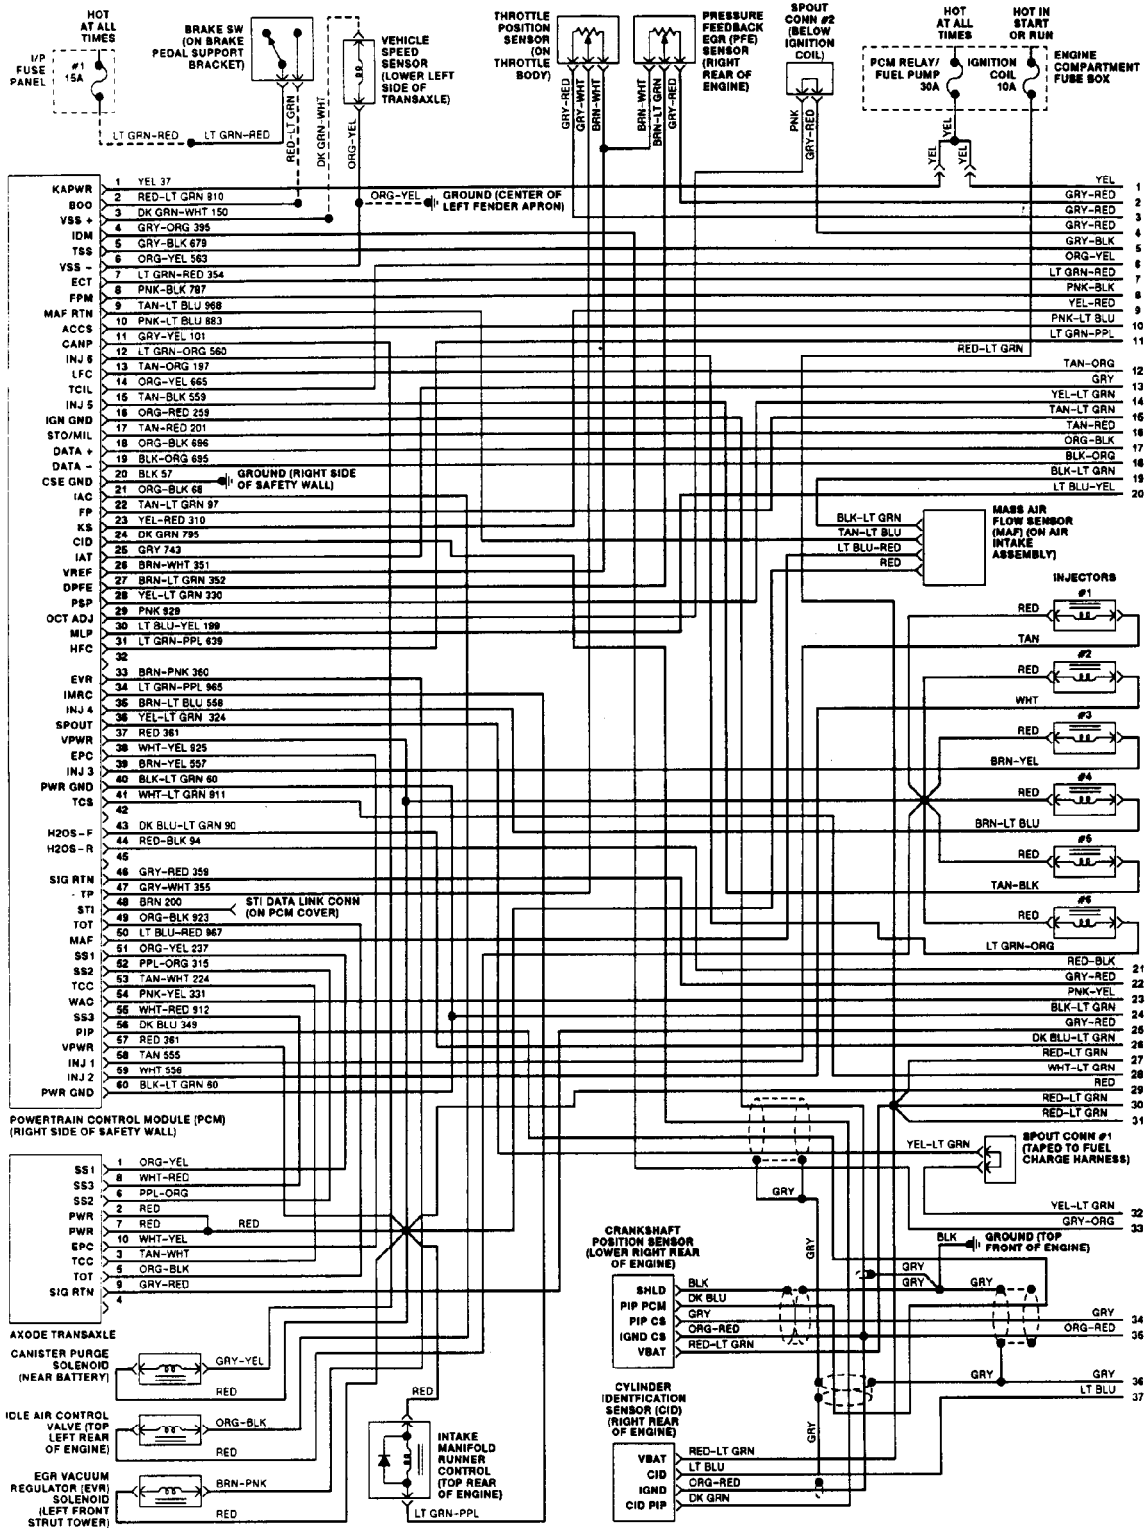 HOT
AT ALL
TIMES
I/P
FUSE
PANEL
#1
15A
BRAKE SW
(ON BRAKE
PEDAL SUPPORT
BRACKET)
VEHICLE
SPEED
SENSOR
(LOWER LEFT
SIDE OF
TRANSAXLE)
THROTTLE
POSITION
SENSOR
(ON
THROTTLE
BODY)
PRESSURE
FEEDBACK
EGR (PFE)
SENSOR
(RIGHT
REAR OF
ENGINE)
SPOUT
CONN #2
(BELOW
IGNITION
COIL)
HOT
AT ALL
TIMES
HOT IN
START
OR RUN
PCM RELAY/
FUEL PUMP
30A
IGNITION
COIL
10A
ENGINE
COMPARTMENT
FUSE BOX
LT GRN-RED
LT GRN-RED
RED-LT GRN
DK GRN-WHT
ORG-YEL
GRY-RED
GRY-WHT
BRN-WHT
BRN-WHT
BRN-LT GRN
GRY-RED
PNK
GRY-RED
YEL
YEL
YEL
ORG-YEL
GROUND (CENTER OF
LEFT FENDER APRON)
KAPWR 1 YEL 37
BOO 2 RED-LT GRN 810
VSS + 3 DK GRN-WHT 150
IDM 4 GRY-ORG 395
TSS 5 GRY-BLK 679
VSS - 6 ORG-YEL 563
ECT 7 LT GRN-RED 354
FPM 8 PNK-BLK 787
MAF RTN 9 TAN-LT BLU 968
ACCS 10 PNK-LT BLU 883
CANP 11 GRY-YEL 101
INJ 6 12 LT GRN-ORG 560
LFC 13 TAN-ORG 197
TCIL 14 ORG-YEL 665
INJ 5 15 TAN-BLK 559
IGN GND 16 ORG-RED 259
STO/MIL 17 TAN-RED 201
DATA + 18 ORG-BLK 696
DATA - 19 BLK-ORG 695
CSE GND 20 BLK 57
GROUND (RIGHT SIDE
OF SAFETY WALL)
IAC 21 ORG-BLK 68
FP 22 TAN-LT GRN 97
KS 23 YEL-RED 310
CID 24 DK GRN 795
IAT 25 GRY 743
VREF 26 BRN-WHT 351
DPFE 27 BRN-LT GRN 352
PSP 28 YEL-LT GRN 330
OCT ADJ 29 PNK 929
MLP 30 LT BLU-YEL 199
HFC 31 LT GRN-PPL 639
32
EVR 33 BRN-PNK 360
IMRC 34 LT GRN-PPL 965
INJ 4 35 BRN-LT BLU 558
SPOUT 36 YEL-LT GRN 324
VPWR 37 RED 361
EPC 38 WHT-YEL 925
INJ 3 39 BRN-YEL 557
PWR GND 40 BLK-LT GRN 60
TCS 41 WHT-LT GRN 911
42
H2OS-F 43 DK BLU-LT GRN 90
H2OS-R 44 RED-BLK 94
45
SIG RTN 46 GRY-RED 359
- TP 47 GRY-WHT 355
STI 48 BRN 200
STI DATA LINK CONN
(ON PCM COVER)
TOT 49 ORG-BLK 923
MAF 50 LT BLU-RED 967
SS1 51 ORG-YEL 237
SS2 52 PPL-ORG 315
TCC 53 TAN-WHT 224
WAC 54 PNK-YEL 331
SS3 55 WHT-RED 912
PIP 56 DK BLU 349
VPWR 57 RED 361
INJ 1 58 TAN 555
INJ 2 59 WHT 556
PWR GND 60 BLK-LT GRN 60
POWERTRAIN CONTROL MODULE (PCM)
(RIGHT SIDE OF SAFETY WALL)
YEL 1
GRY-RED 2
GRY-RED 3
GRY-RED 4
GRY-BLK 5
ORG-YEL 6
LT GRN-RED 7
PNK-BLK 8
YEL-RED 9
PNK-LT BLU 10
LT GRN-PPL 11
RED-LT GRN
TAN-ORG 12
GRY 13
YEL-LT GRN 14
TAN-LT GRN 15
TAN-RED 16
ORG-BLK 17
BLK-ORG 18
BLK-LT GRN 19
LT BLU-YEL 20
BLK-LT GRN
TAN-LT BLU
LT BLU-RED
RED
MASS AIR
FLOW SENSOR
(MAF) (ON AIR
INTAKE
ASSEMBLY)
INJECTORS
#1
RED
TAN
#2
RED
WHT
#3
RED
BRN-YEL
#4
RED
BRN-LT BLU
#5
RED
TAN-BLK
#6
RED
LT GRN-ORG
RED-BLK 21
GRY-RED 22
PNK-YEL 23
BLK-LT GRN 24
GRY-RED 25
DK BLU-LT GRN 26
RED-LT GRN 27
WHT-LT GRN 28
RED 29
RED-LT GRN 30
RED-LT GRN 31
YEL-LT GRN
SPOUT CONN #1
(TAPED TO FUEL
CHARGE HARNESS)
YEL-LT GRN 32
GRY-ORG 33
SS1 1 ORG-YEL
SS3 8 WHT-RED
SS2 6 PPL-ORG
PWR 2 RED
PWR 7 RED
RED
EPC 10 WHT-YEL
TCC 3 TAN-WHT
TOT 5 ORG-BLK
SIG RTN 9 GRY-RED
4
AXODE TRANSAXLE
CANISTER PURGE
SOLENOID
(NEAR BATTERY)
GRY-YEL
RED
IDLE AIR CONTROL
VALVE (TOP
LEFT REAR
OF ENGINE)
ORG-BLK
RED
EGR VACUUM
REGULATOR (EVR)
SOLENOID
(LEFT FRONT
STRUT TOWER)
BRN-PNK
RED
RED
INTAKE
MANIFOLD
RUNNER
CONTROL
(TOP REAR
OF ENGINE)
LT GRN-PPL
GRY
GRY
CRANKSHAFT
POSITION SENSOR
(LOWER RIGHT REAR
OF ENGINE)
SHLD BLK
PIP PCM DK BLU
PIP CS GRY
IGND CS ORG-RED
VBAT RED-LT GRN
BLK
GROUND (TOP
FRONT OF ENGINE)
GRY
GRY
GRY
GRY 34
ORG-RED 35
GRY
GRY
GRY 36
LT BLU 37
CYLINDER
IDENTFICATION
SENSOR (CID)
(RIGHT REAR
OF ENGINE)
GRY
VBAT RED-LT GRN
CID LT BLU
IGND ORG-RED
CID PIP DK GRN